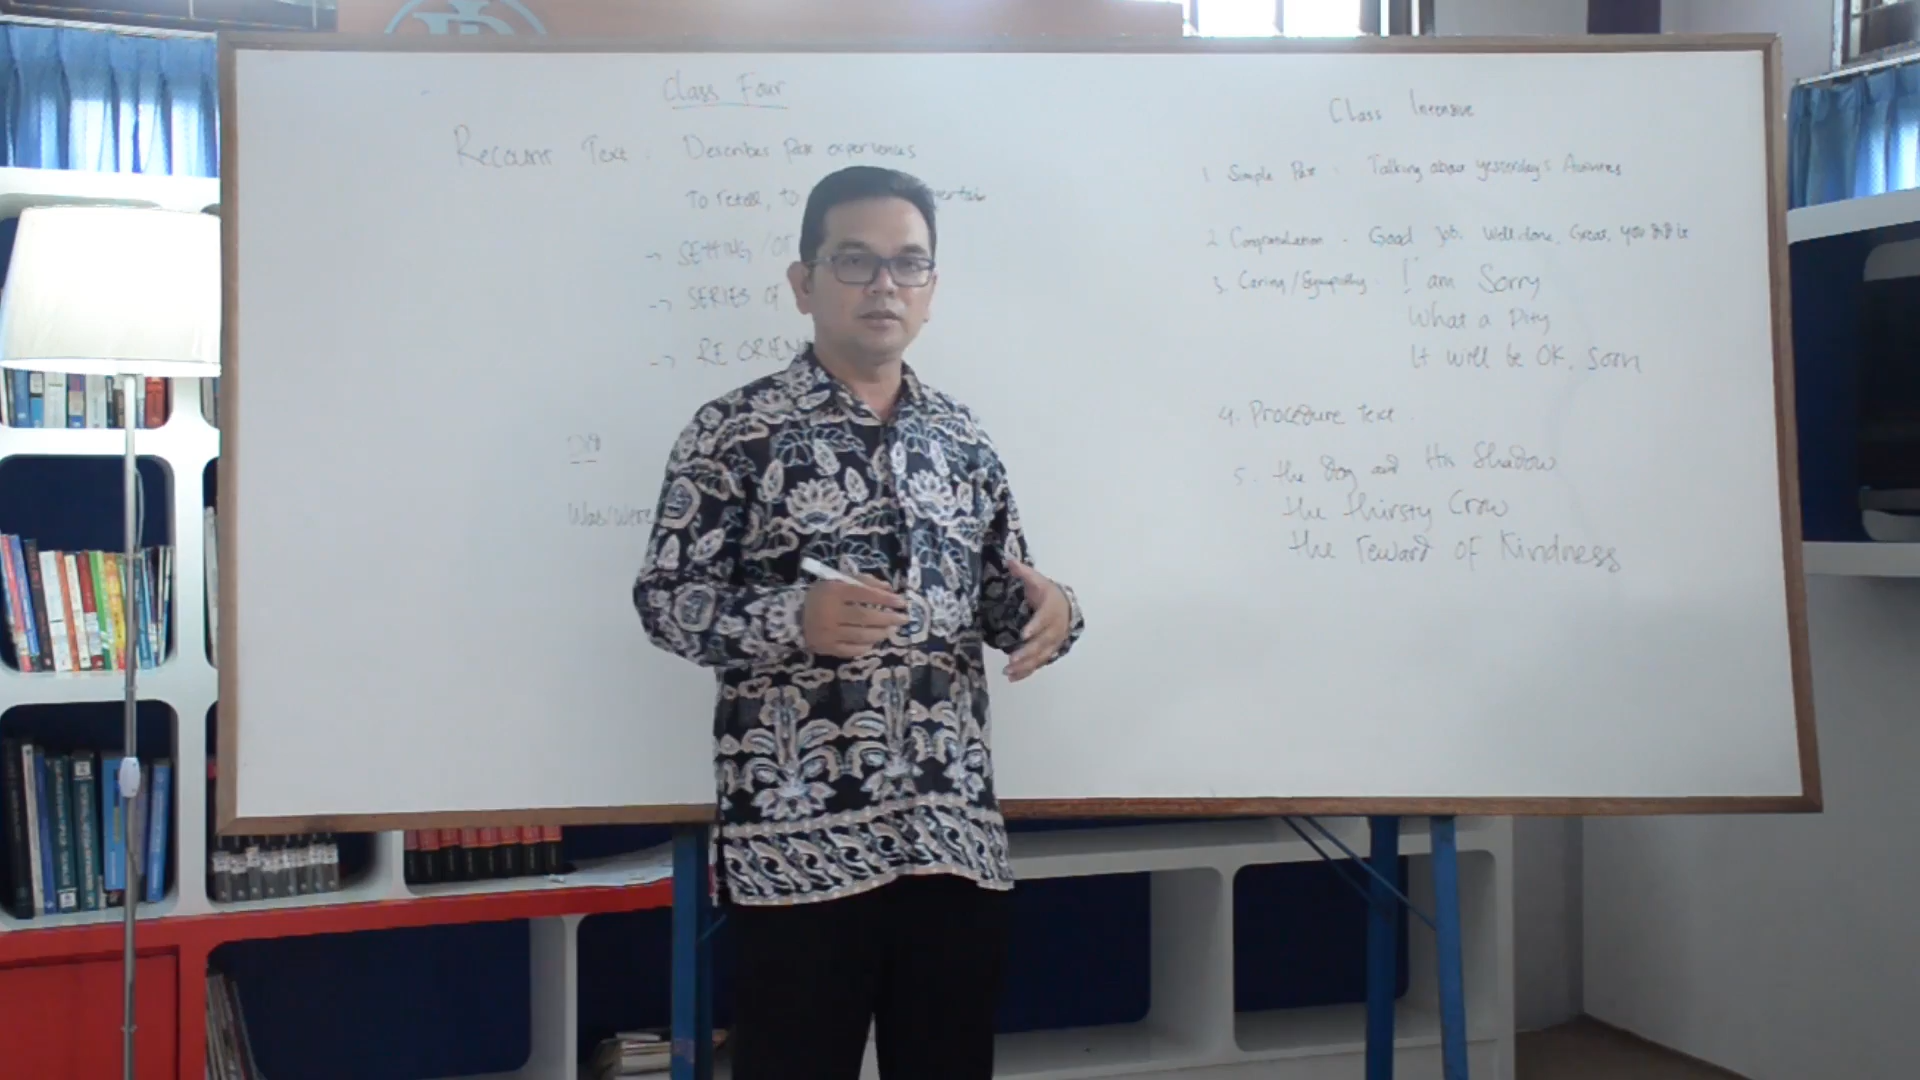 Class Four
Recount Text : Describes Past experiences
To retell, to
→ SETTING / OR
→ SERIES OF
→ RE ORIEN
Was/were
Class Intensive
1. Simple Past : Talking about yesterday's Activities
2. Congratulation - Good job, Well done, Great, you did it
3. Caring / Sympathy - I am Sorry
What a Pity
It will be OK, Soon
4. Procedure Text.
5. the Dog and His Shadow
the thirsty Crow
the reward of Kindness